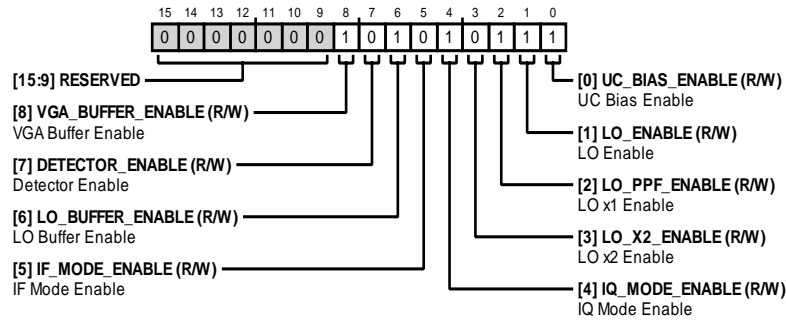 15 14 13 12 11 10 9 8 7 6 5 4 3 2 1 0
0 0 0 0 0 0 0 1 0 1 0 1 0 1 1 1
[15:9] RESERVED
[8] VGA_BUFFER_ENABLE (R/W)
VGA Buffer Enable
[7] DETECTOR_ENABLE (R/W)
Detector Enable
[6] LO_BUFFER_ENABLE (R/W)
LO Buffer Enable
[5] IF_MODE_ENABLE (R/W)
IF Mode Enable
[0] UC_BIAS_ENABLE (R/W)
UC Bias Enable
[1] LO_ENABLE (R/W)
LO Enable
[2] LO_PPF_ENABLE (R/W)
LO x1 Enable
[3] LO_X2_ENABLE (R/W)
LO x2 Enable
[4] IQ_MODE_ENABLE (R/W)
IQ Mode Enable